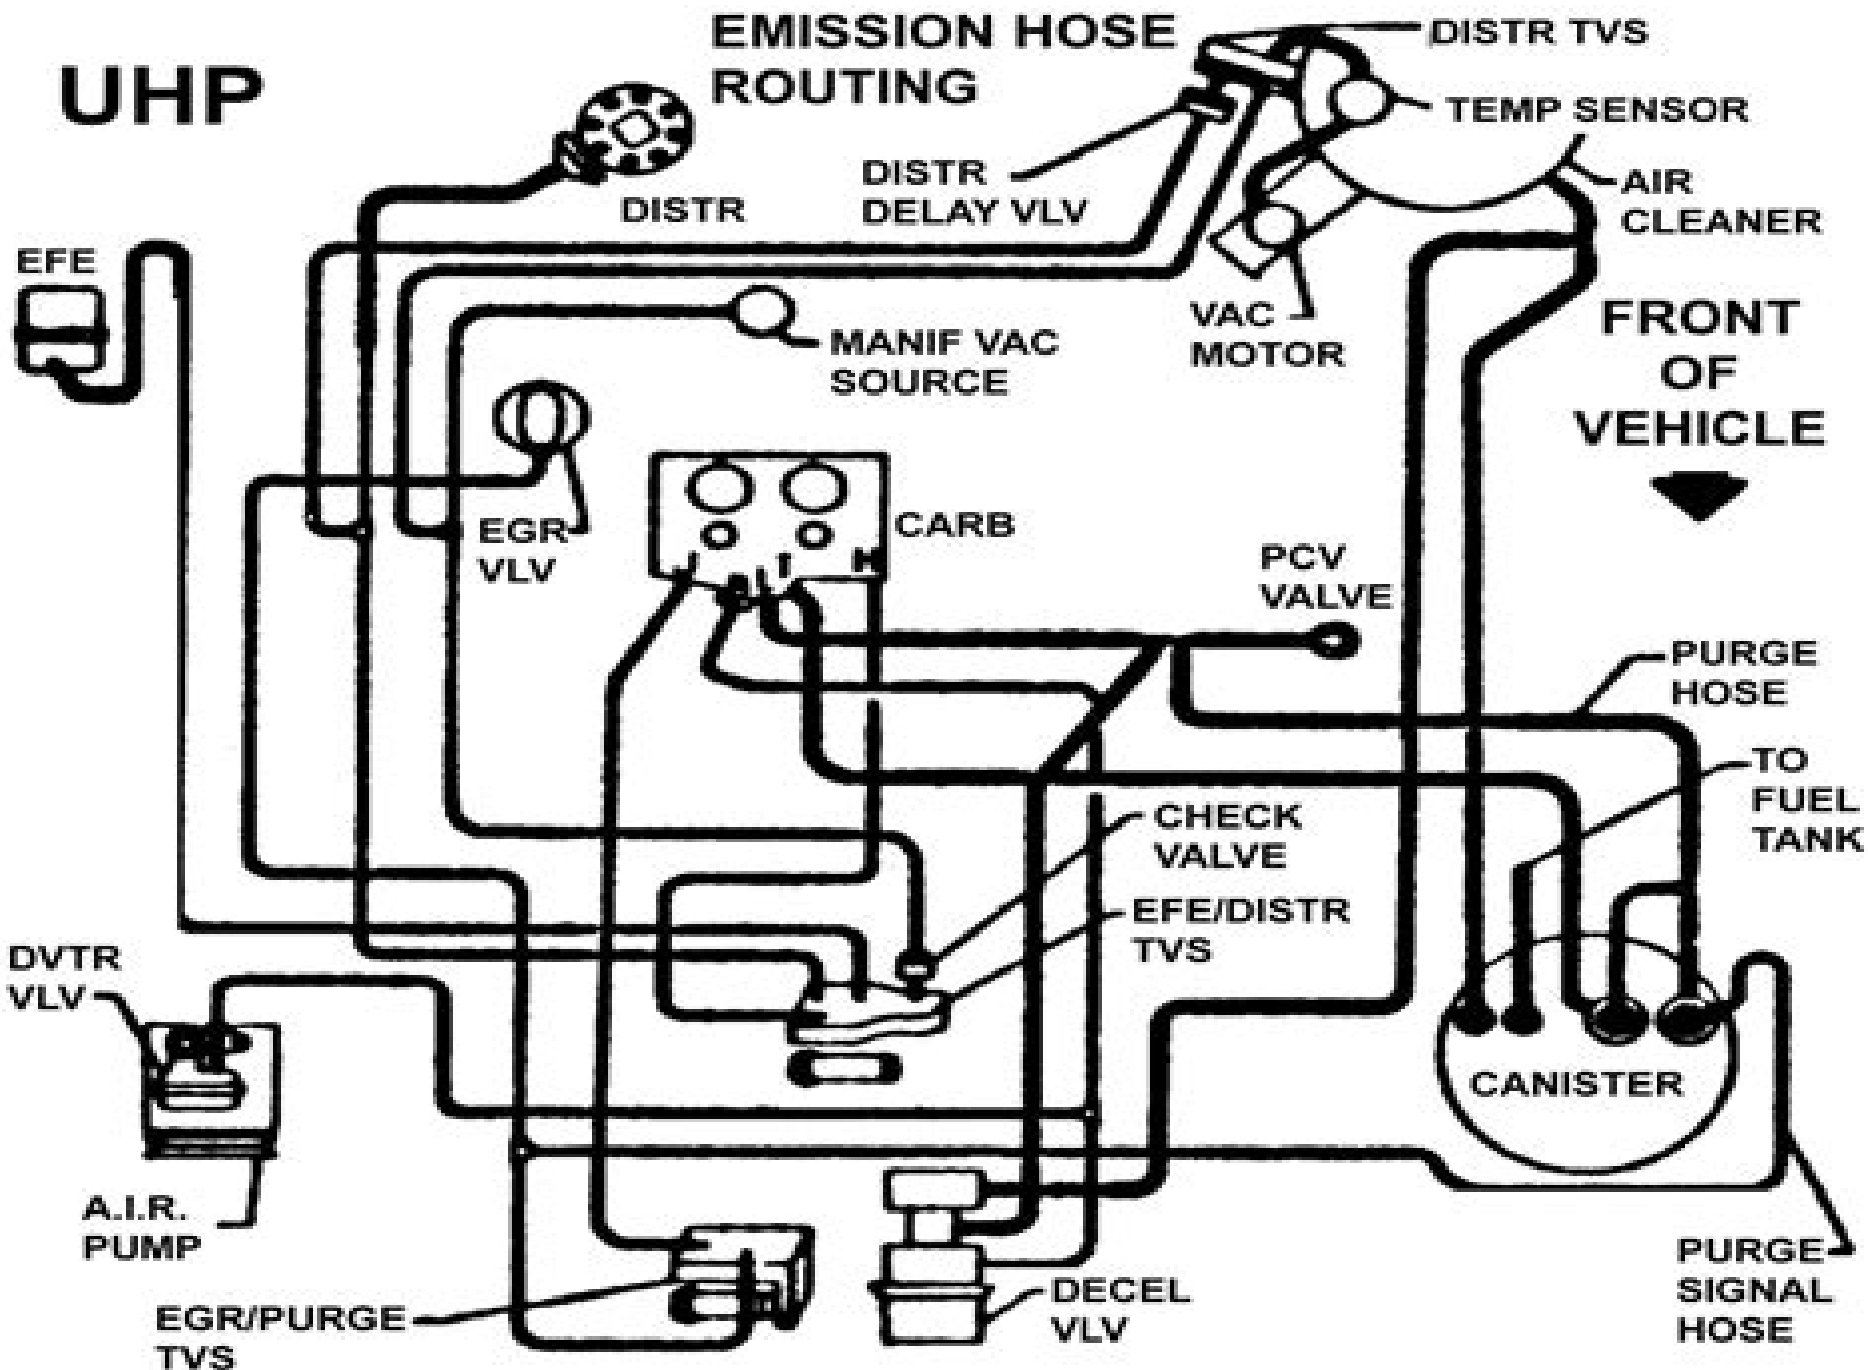 EMISSION HOSE
ROUTING
UHP
DISTR TVS
TEMP SENSOR
DISTR
DELAY VLV
AIR
CLEANER
DISTR
EFE
VAC
MOTOR
MANIF VAC
SOURCE
FRONT
OF
VEHICLE
EGR
VLV
CARB
PCV
VALVE
PURGE
HOSE
TO
FUEL
TANK
CHECK
VALVE
EFE/DISTR
TVS
DVTR
VLV
CANISTER
A.I.R.
PUMP
EGR/PURGE
TVS
DECEL
VLV
PURGE
SIGNAL
HOSE